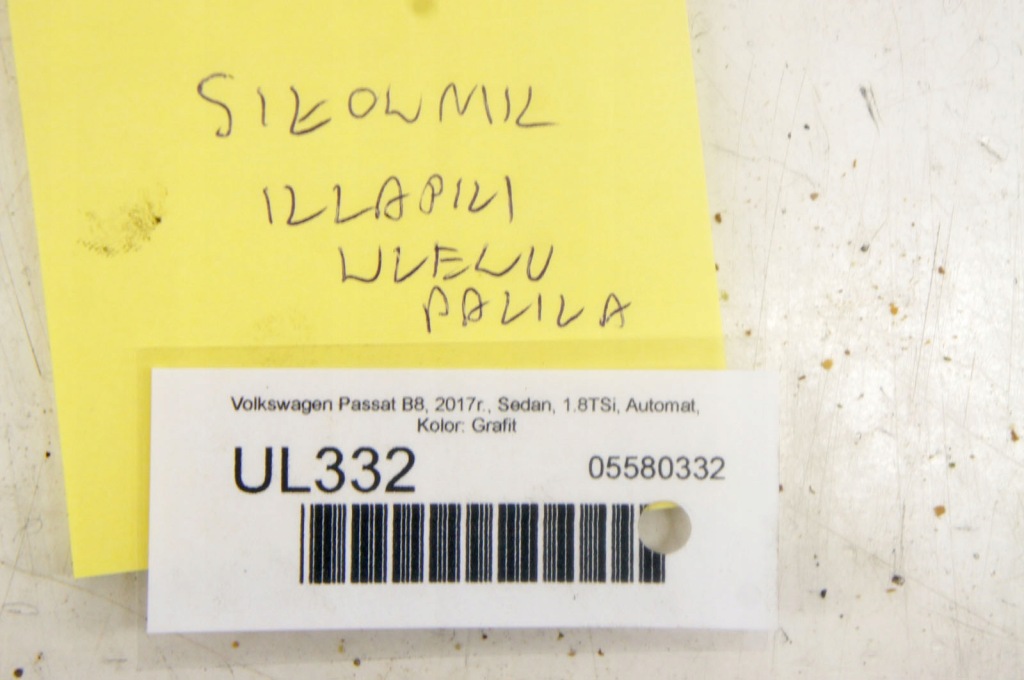 SIŁOWNIK
KLAPKI
WLEWU
PALIWA
Volkswagen Passat B8, 2017r., Sedan, 1.8TSi, Automat,
Kolor: Grafit
UL332 05580332